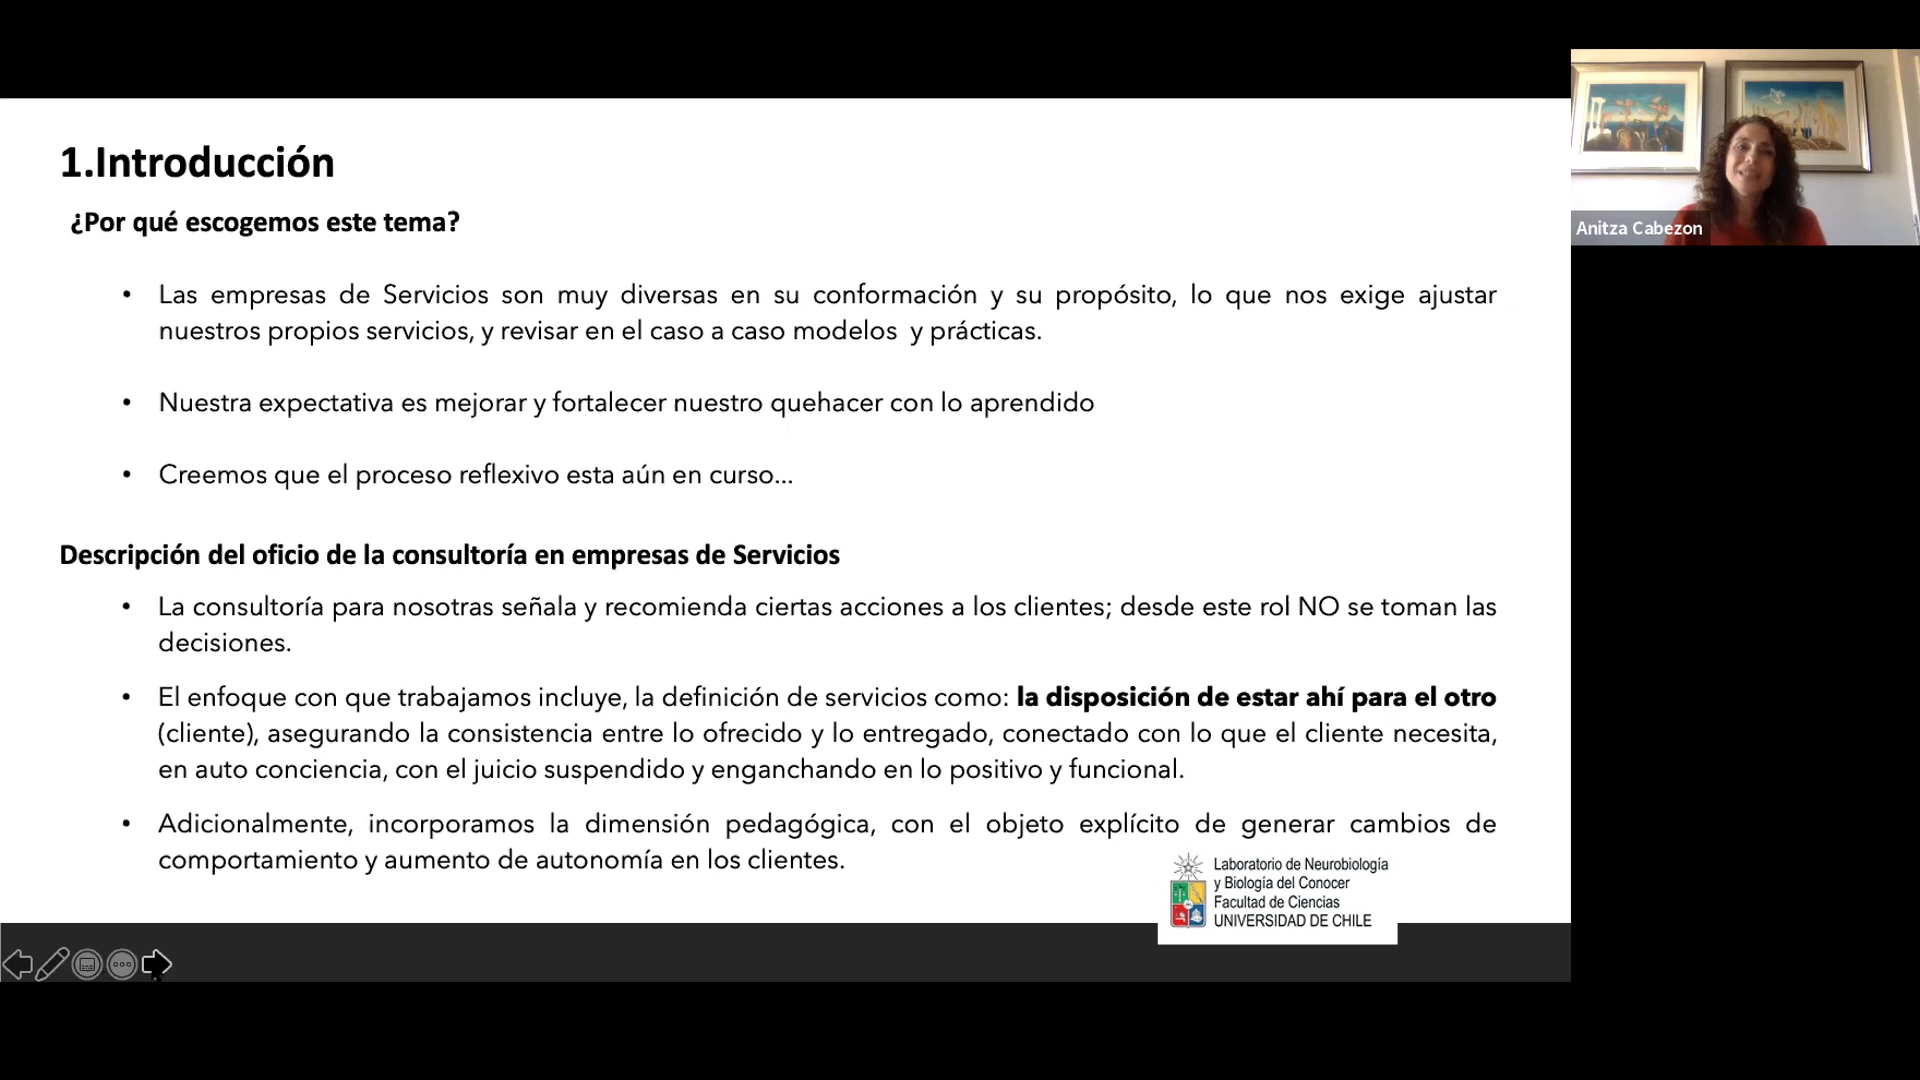 1.Introducción
¿Por qué escogemos este tema?
• Las empresas de Servicios son muy diversas en su conformación y su propósito, lo que nos exige ajustar
nuestros propios servicios, y revisar en el caso a caso modelos y prácticas.
• Nuestra expectativa es mejorar y fortalecer nuestro quehacer con lo aprendido
• Creemos que el proceso reflexivo esta aún en curso...
Descripción del oficio de la consultoría en empresas de Servicios
• La consultoría para nosotras señala y recomienda ciertas acciones a los clientes; desde este rol NO se toman las
decisiones.
• El enfoque con que trabajamos incluye, la definición de servicios como: la disposición de estar ahí para el otro
(cliente), asegurando la consistencia entre lo ofrecido y lo entregado, conectado con lo que el cliente necesita,
en auto conciencia, con el juicio suspendido y enganchando en lo positivo y funcional.
• Adicionalmente, incorporamos la dimensión pedagógica, con el objeto explícito de generar cambios de
comportamiento y aumento de autonomía en los clientes.
Laboratorio de Neurobiología
y Biología del Conocer
Facultad de Ciencias
UNIVERSIDAD DE CHILE
Anitza Cabezon